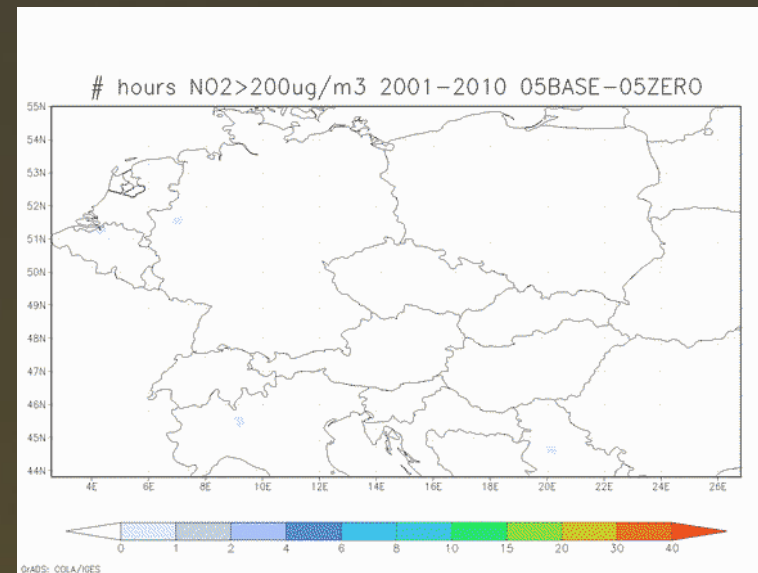 # hours NO2>200ug/m3 2001-2010 05BASE-05ZERO
55N
54N
53N
52N
51N
50N
49N
48N
47N
46N
45N
44N
4E 6E 8E 10E 12E 14E 16E 18E 20E 22E 24E 26E
0 1 2 4 6 8 10 15 20 30 40
GrADS: COLA/IGES